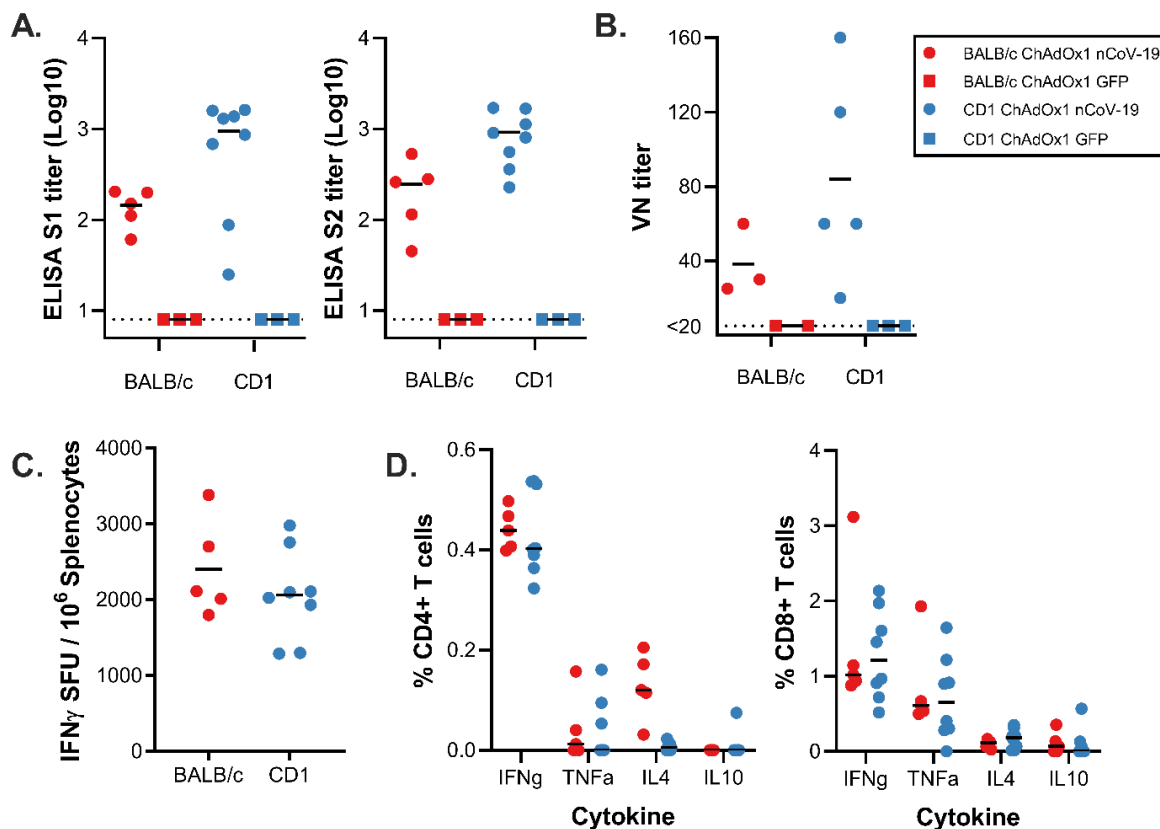 A.
ELISA S1 titer (Log10)
4
3
2
1
BALB/c
CD1
ELISA S2 titer (Log10)
4
3
2
1
BALB/c
CD1
B.
VN titer
160
120
80
40
<20
BALB/c
CD1
BALB/c ChAdOx1 nCoV-19
BALB/c ChAdOx1 GFP
CD1 ChAdOx1 nCoV-19
CD1 ChAdOx1 GFP
C.
IFNγ SFU / 10⁶ Splenocytes
4000
3000
2000
1000
0
BALB/c
CD1
D.
% CD4+ T cells
0.6
0.4
0.2
0.0
IFNg
TNFa
IL4
IL10
Cytokine
% CD8+ T cells
4
3
2
1
0
IFNg
TNFa
IL4
IL10
Cytokine